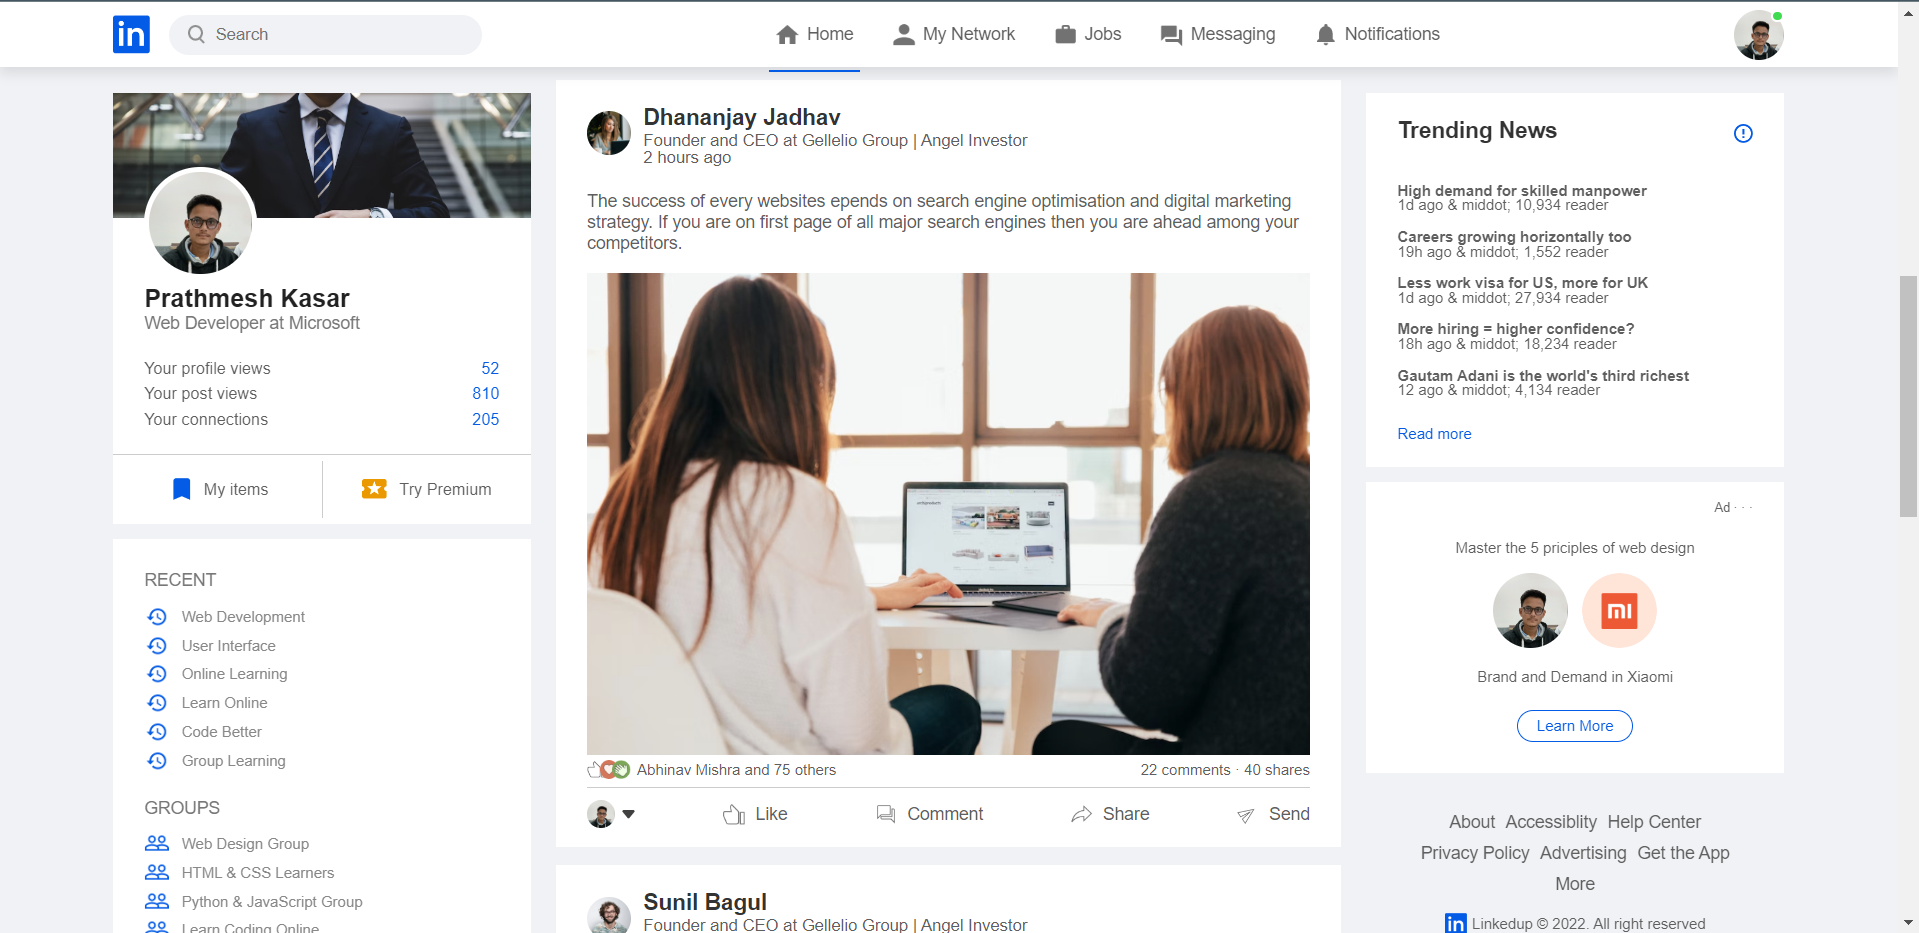 in
Search
Home
My Network
Jobs
Messaging
Notifications
Prathmesh Kasar
Web Developer at Microsoft
Your profile views 52
Your post views 810
Your connections 205
My items
Try Premium
RECENT
Web Development
User Interface
Online Learning
Learn Online
Code Better
Group Learning
GROUPS
Web Design Group
HTML & CSS Learners
Python & JavaScript Group
Learn Coding Online
Dhananjay Jadhav
Founder and CEO at Gellelio Group | Angel Investor
2 hours ago
The success of every websites epends on search engine optimisation and digital marketing
strategy. If you are on first page of all major search engines then you are ahead among your
competitors.
Abhinav Mishra and 75 others
22 comments · 40 shares
Like
Comment
Share
Send
Sunil Bagul
Founder and CEO at Gellelio Group | Angel Investor
Trending News
High demand for skilled manpower
1d ago & middot; 10,934 reader
Careers growing horizontally too
19h ago & middot; 1,552 reader
Less work visa for US, more for UK
1d ago & middot; 27,934 reader
More hiring = higher confidence?
18h ago & middot; 18,234 reader
Gautam Adani is the world's third richest
12 ago & middot; 4,134 reader
Read more
Ad · · ·
Master the 5 priciples of web design
mi
Brand and Demand in Xiaomi
Learn More
About Accessiblity Help Center
Privacy Policy Advertising Get the App
More
in Linkedup © 2022. All right reserved